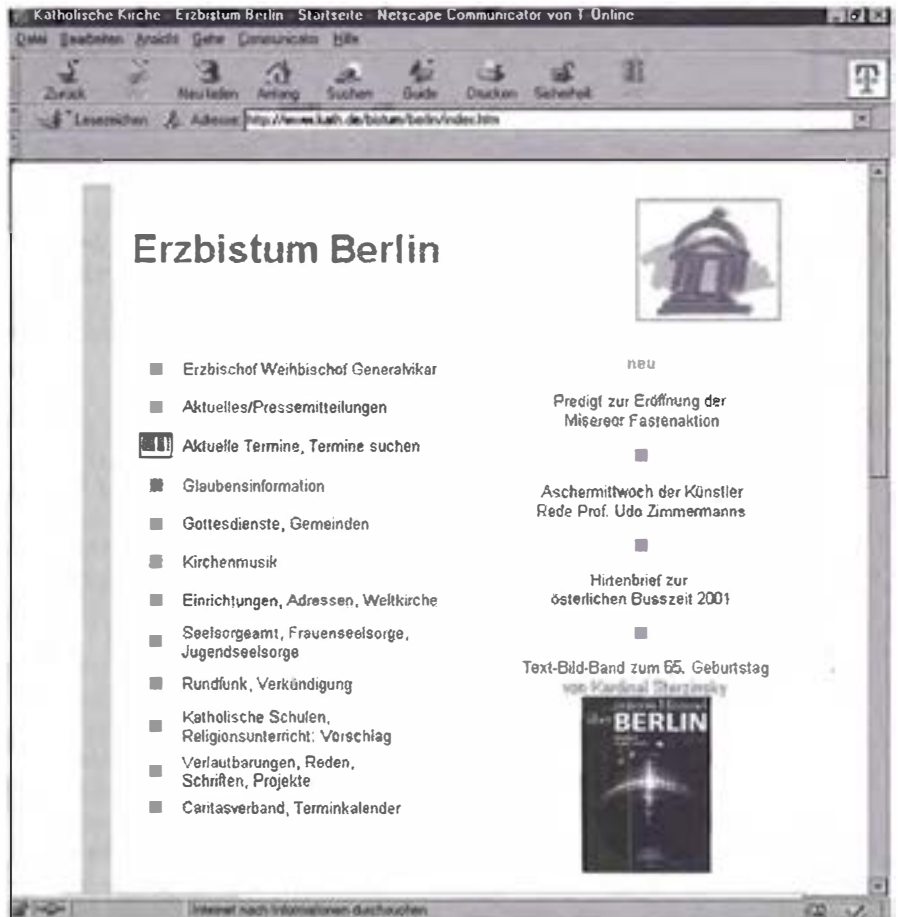 Katholische Kirche - Erzbistum Berlin - Startseite - Netscape Communicator von T-Online
Datei Bearbeiten Ansicht Gehe Communicator Hilfe
Zurück Neu laden Anfang Suchen Guide Drucken Sicherheit
Lesezeichen Adresse http://www.kath.de/bistum/berlin/index.htm
Erzbistum Berlin
Erzbischof Weihbischof Generalvikar
Aktuelles/Pressemitteilungen
Aktuelle Termine, Termine suchen
Glaubensinformation
Gottesdienste, Gemeinden
Kirchenmusik
Einrichtungen, Adressen, Weltkirche
Seelsorgeamt, Frauenseelsorge,
Jugendseelsorge
Rundfunk, Verkündigung
Katholische Schulen,
Religionsunterricht: Vorschlag
Verlautbarungen, Reden,
Schriften, Projekte
Caritasverband, Terminkalender
neu
Predigt zur Eröffnung der
Misereor Fastenaktion
Aschermittwoch der Künstler
Rede Prof. Udo Zimmermanns
Hirtenbrief zur
österlichen Busszeit 2001
Text-Bild-Band zum 65. Geburtstag
von Kardinal Sterzinsky
über BERLIN
Internet nach Informationen durchsuchen